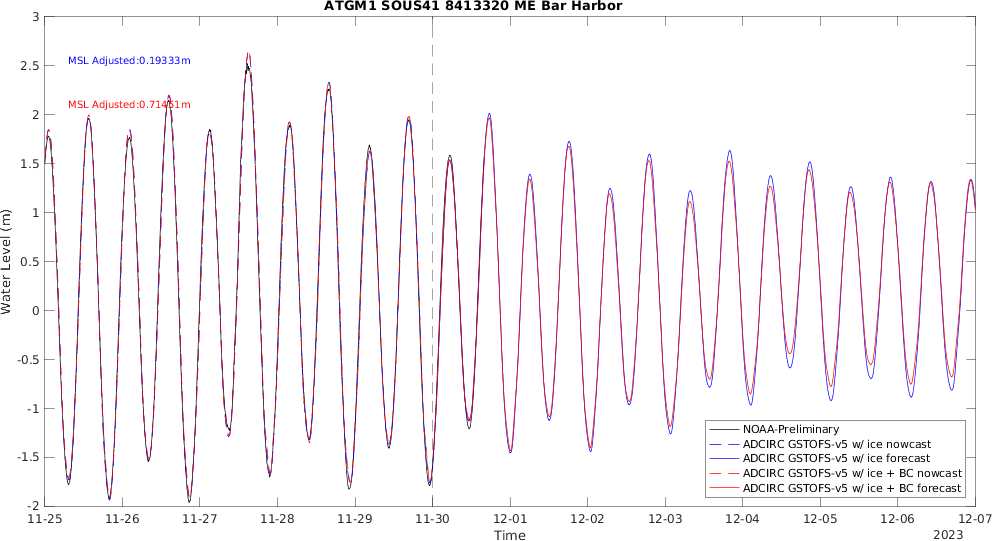 ATGM1 SOUS41 8413320 ME Bar Harbor
MSL Adjusted:0.19333m
MSL Adjusted:0.71451m
Water Level (m)
3
2.5
2
1.5
1
0.5
0
-0.5
-1
-1.5
-2
11-25
11-26
11-27
11-28
11-29
11-30
12-01
12-02
12-03
12-04
12-05
12-06
12-07
Time
2023
NOAA-Preliminary
ADCIRC GSTOFS-v5 w/ ice nowcast
ADCIRC GSTOFS-v5 w/ ice forecast
ADCIRC GSTOFS-v5 w/ ice + BC nowcast
ADCIRC GSTOFS-v5 w/ ice + BC forecast